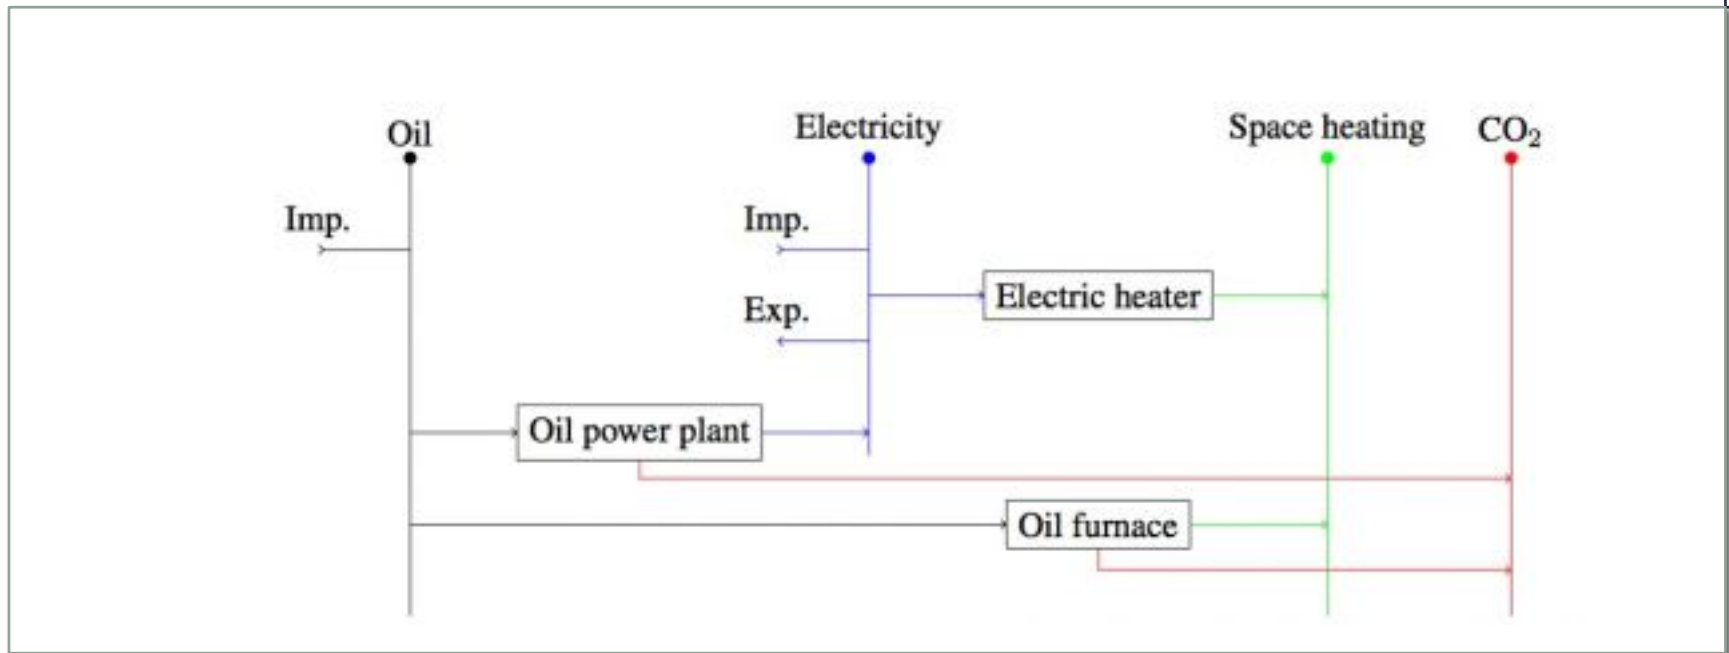 Oil
Electricity
Space heating
CO₂
Imp.
Imp.
Electric heater
Exp.
Oil power plant
Oil furnace